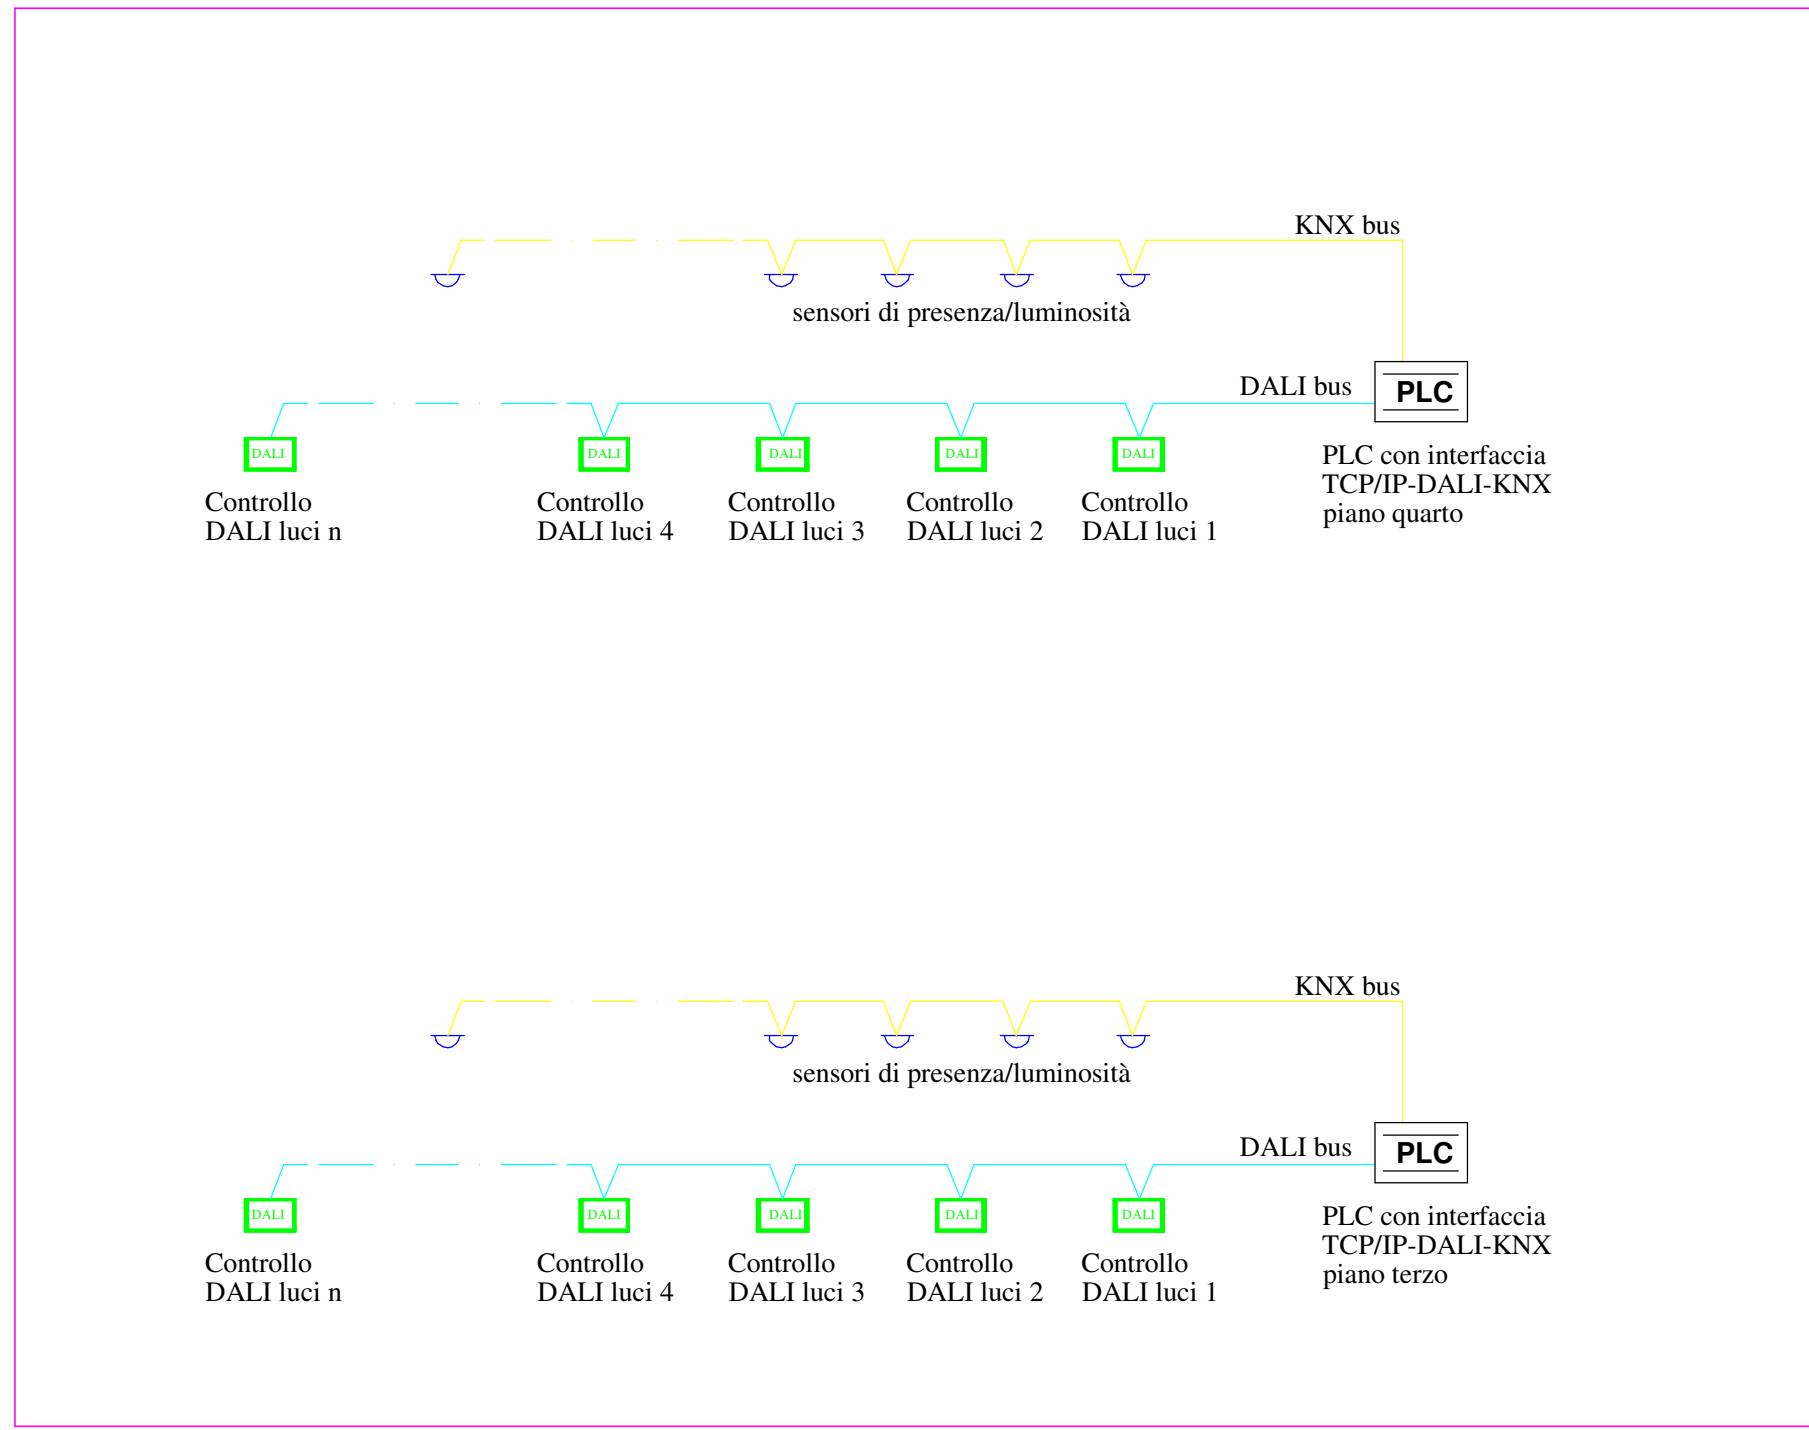 KNX bus
sensori di presenza/luminosità
DALI bus
PLC
DALI
DALI
DALI
DALI
DALI
Controllo
DALI luci n
Controllo
DALI luci 4
Controllo
DALI luci 3
Controllo
DALI luci 2
Controllo
DALI luci 1
PLC con interfaccia
TCP/IP-DALI-KNX
piano quarto
KNX bus
sensori di presenza/luminosità
DALI bus
PLC
DALI
DALI
DALI
DALI
DALI
Controllo
DALI luci n
Controllo
DALI luci 4
Controllo
DALI luci 3
Controllo
DALI luci 2
Controllo
DALI luci 1
PLC con interfaccia
TCP/IP-DALI-KNX
piano terzo